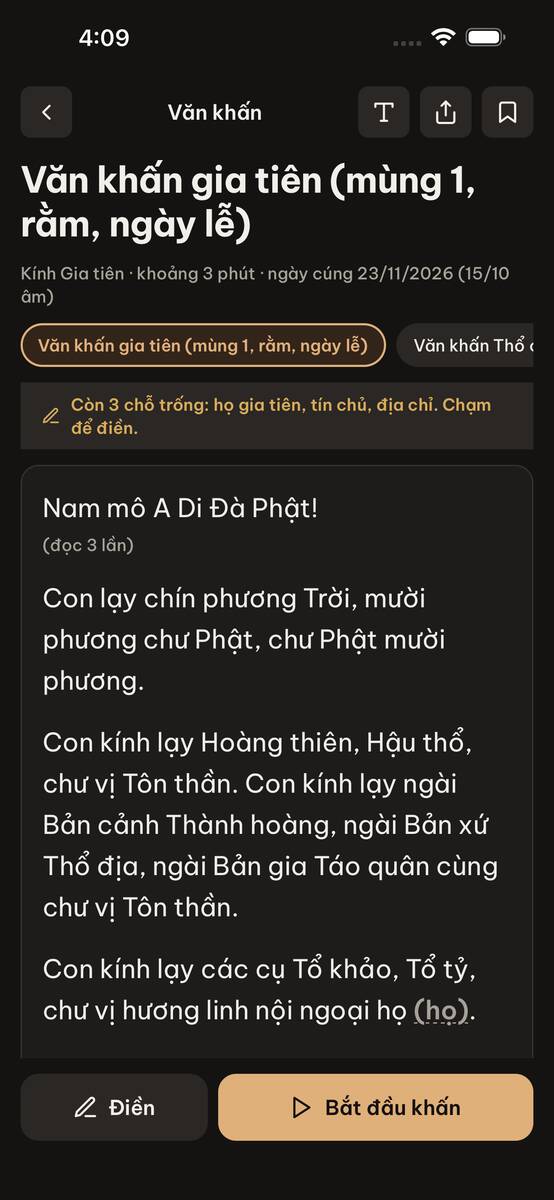 4:09
Văn khấn
Văn khấn gia tiên (mùng 1,
rằm, ngày lễ)
Kính Gia tiên · khoảng 3 phút · ngày cúng 23/11/2026 (15/10
âm)
Văn khấn gia tiên (mùng 1, rằm, ngày lễ)
Văn khấn Thổ
Còn 3 chỗ trống: họ gia tiên, tín chủ, địa chỉ. Chạm
để điền.
Nam mô A Di Đà Phật!
(đọc 3 lần)
Con lạy chín phương Trời, mười
phương chư Phật, chư Phật mười
phương.
Con kính lạy Hoàng thiên, Hậu thổ,
chư vị Tôn thần. Con kính lạy ngài
Bản cảnh Thành hoàng, ngài Bản xứ
Thổ địa, ngài Bản gia Táo quân cùng
chư vị Tôn thần.
Con kính lạy các cụ Tổ khảo, Tổ tỷ,
chư vị hương linh nội ngoại họ (họ).
Điền
Bắt đầu khấn